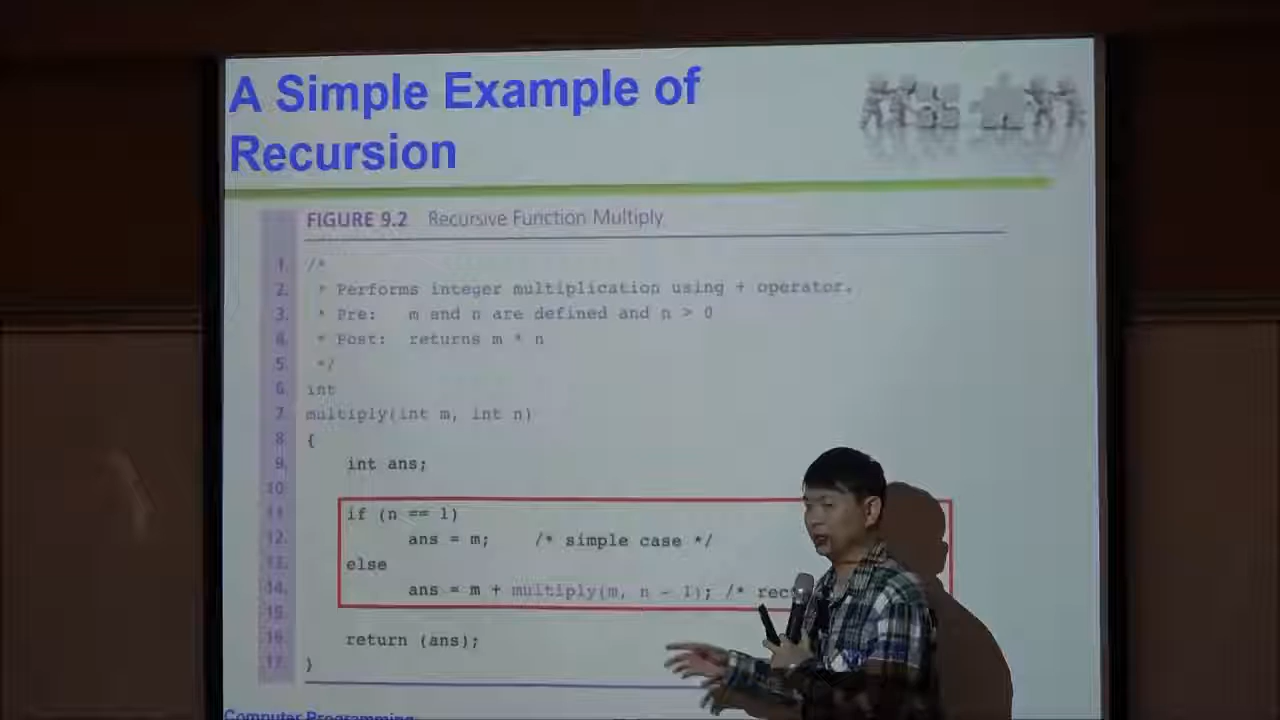 A Simple Example of
Recursion
FIGURE 9.2 Recursive Function Multiply
1. /*
2. * Performs integer multiplication using + operator.
3. * Pre: m and n are defined and n > 0
4. * Post: returns m * n
5. */
6. int
7. multiply(int m, int n)
8. {
9. int ans;
10.
11. if (n == 1)
12. ans = m; /* simple case */
13. else
14. ans = m + multiply(m, n - 1); /*
15.
16. return (ans);
17. }
Computer Programming